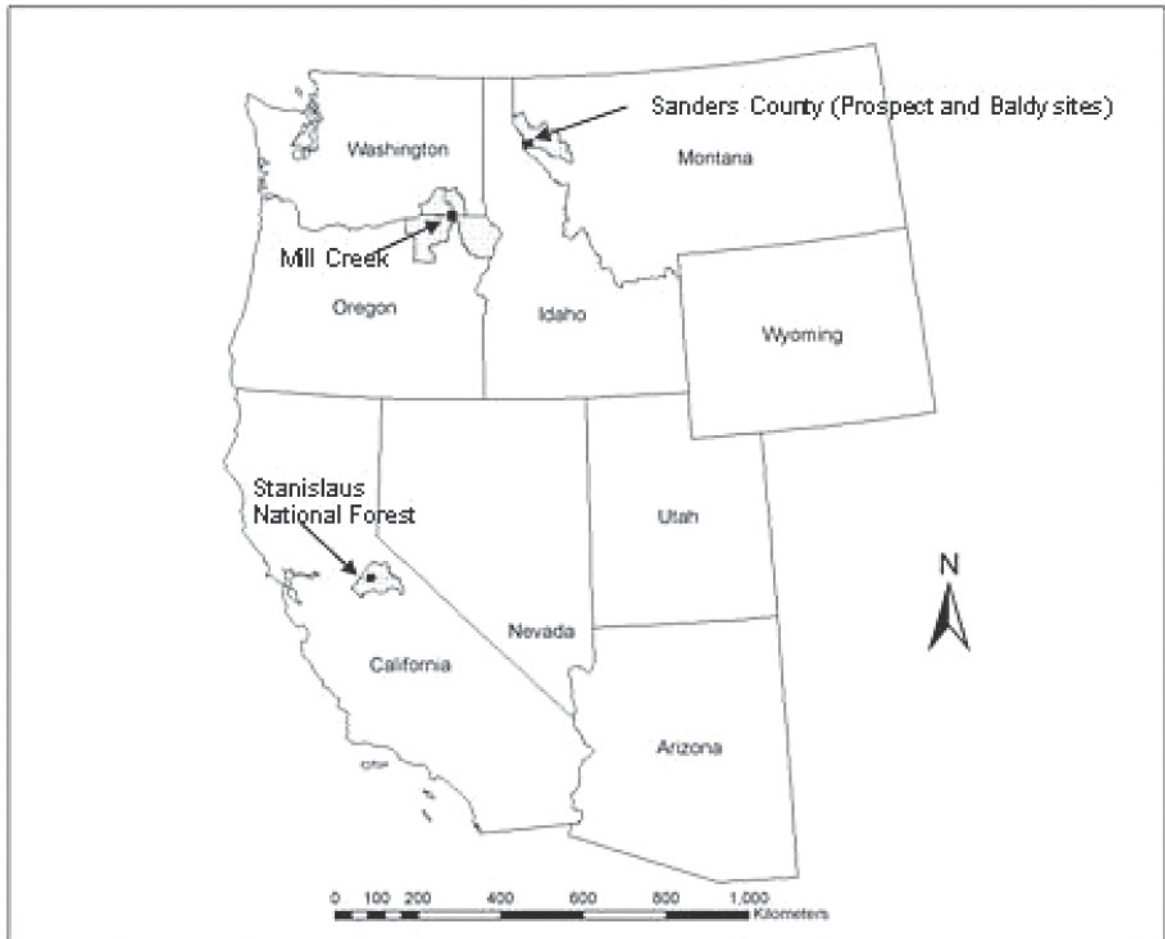 Sanders County (Prospect and Baldy sites)
Washington
Montana
Mill Creek
Oregon
Idaho
Wyoming
Stanislaus
National Forest
Utah
N
Nevada
California
Arizona
0 100 200 400 600 800 1,000
Kilometers